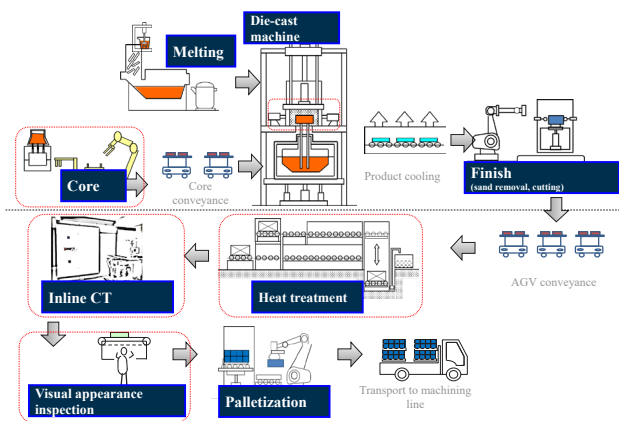 Die-cast
machine
Melting
Core
Core
conveyance
Product cooling
Finish
(sand removal, cutting)
Inline CT
Heat treatment
AGV conveyance
Visual appearance
inspection
Palletization
Transport to machining
line